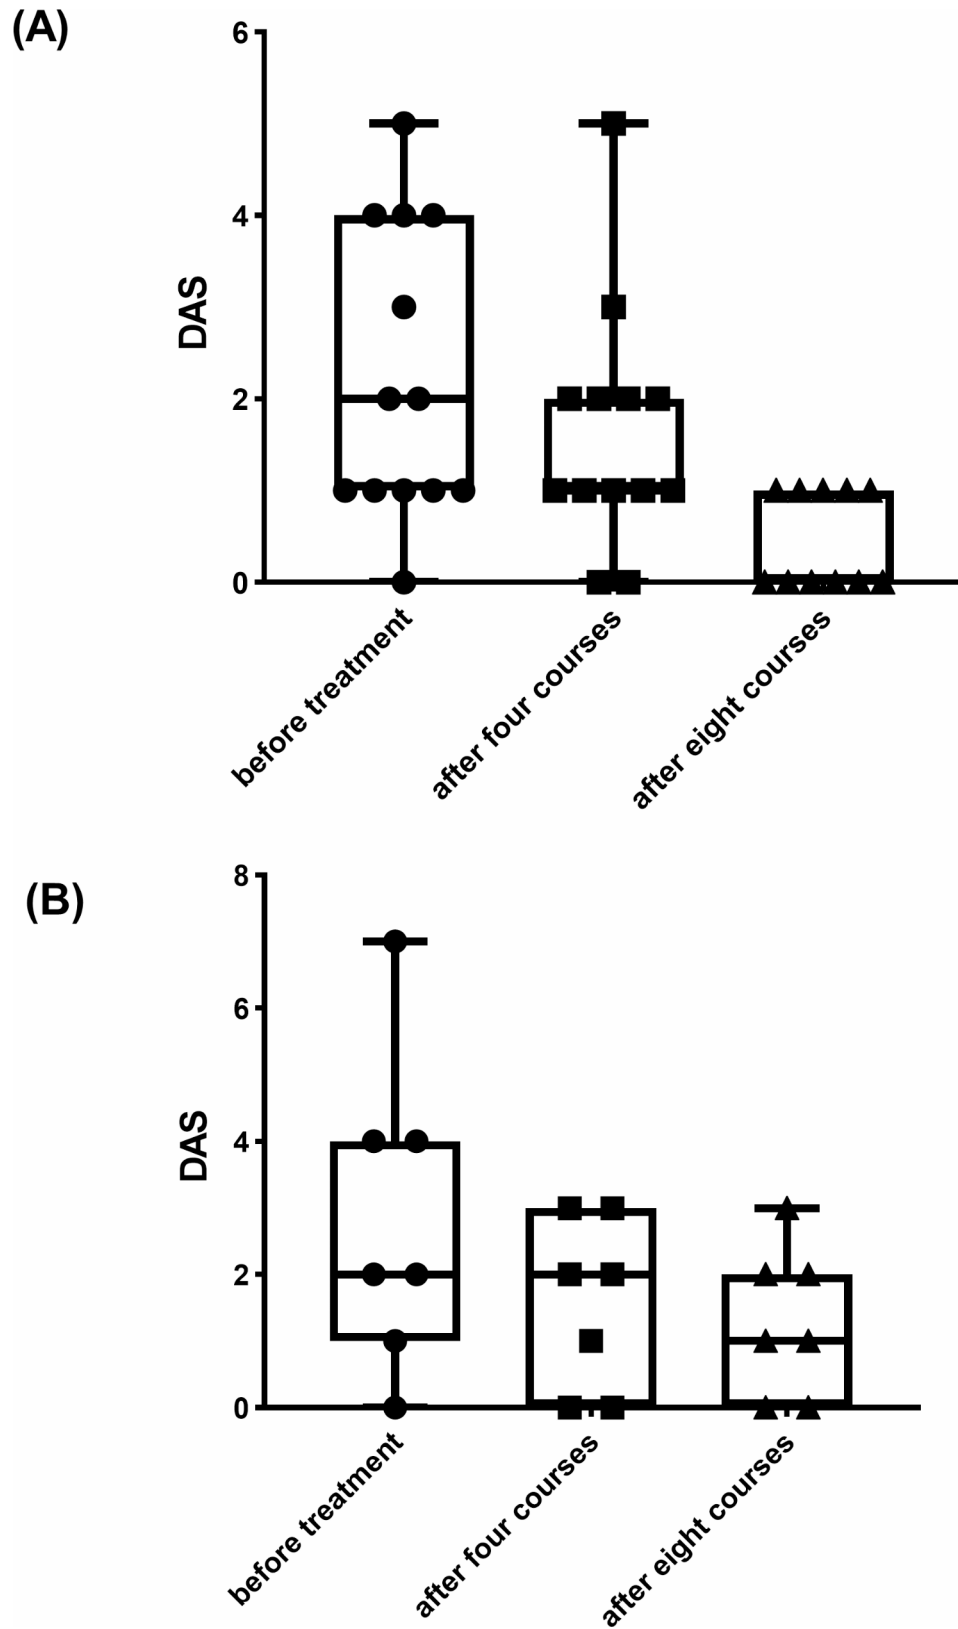 (A)
6
4
2
0
DAS
before treatment
after four courses
after eight courses
(B)
8
6
4
2
0
DAS
before treatment
after four courses
after eight courses